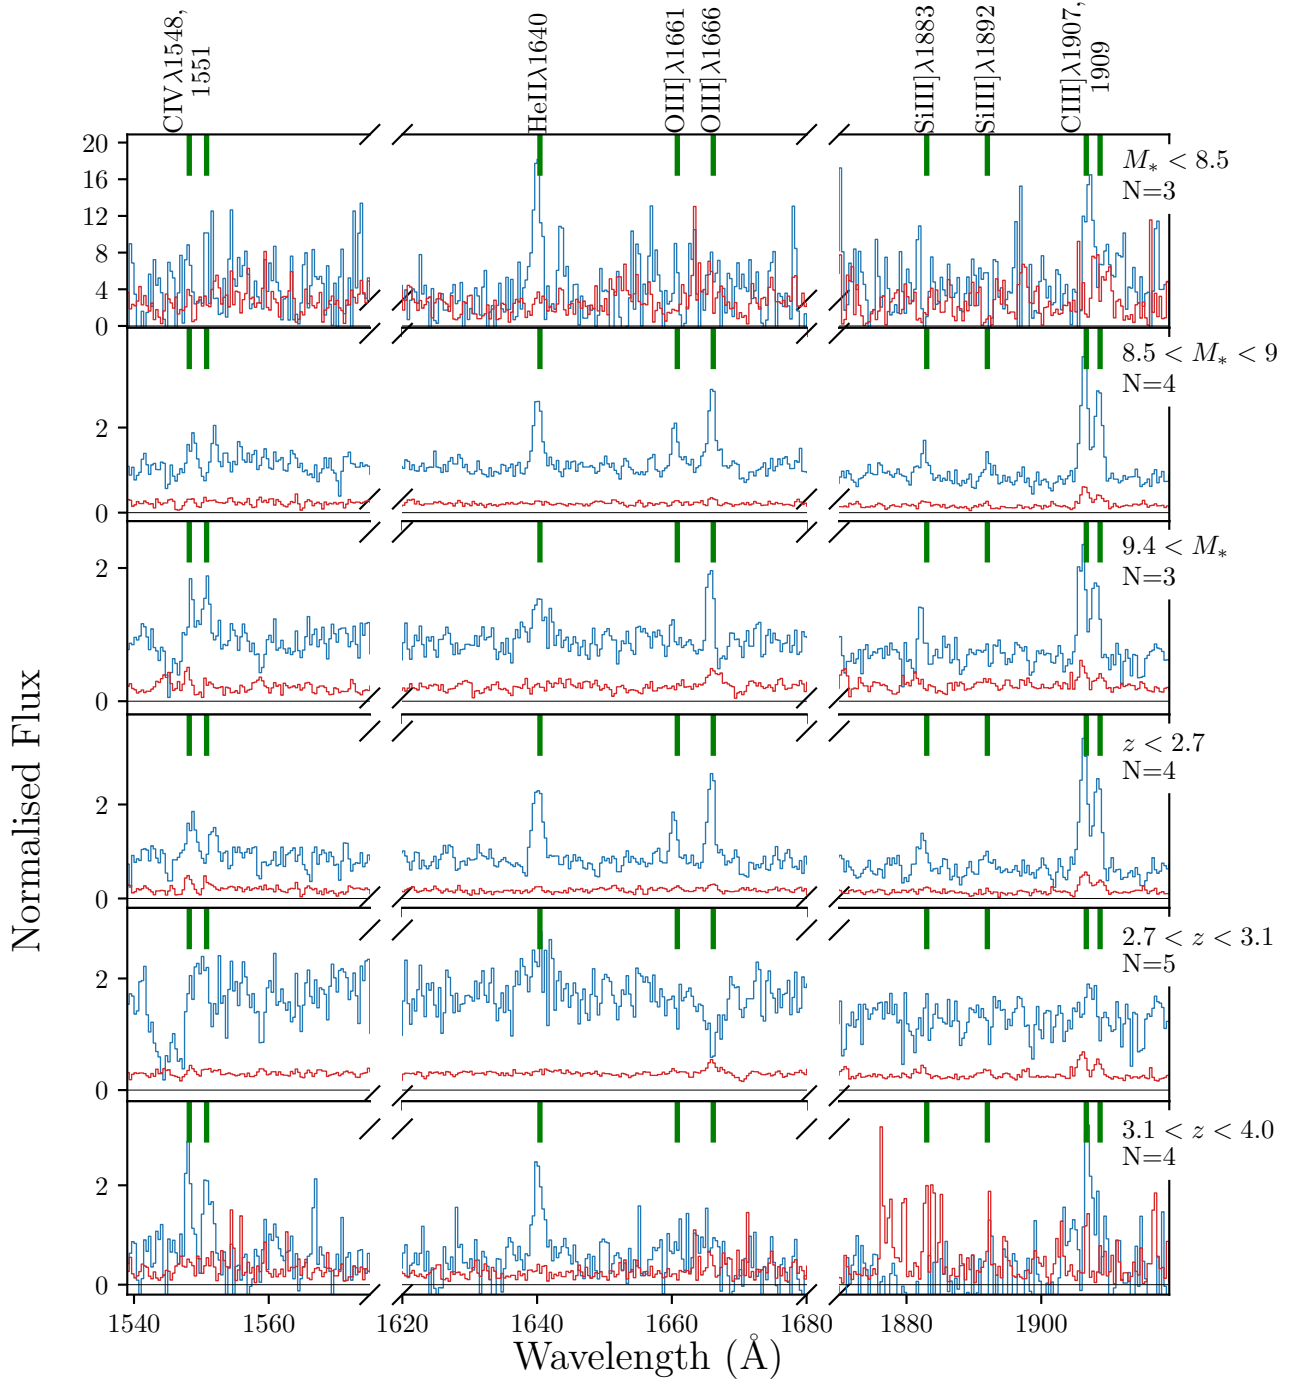 CIVλ1548,
1551
HeIIλ1640
OIII]λ1661
OIII]λ1666
SiIII]λ1883
SiIII]λ1892
CIII]λ1907,
1909
20
16
12
8
4
0
M* < 8.5
N=3
2
0
8.5 < M* < 9
N=4
2
0
9.4 < M*
N=3
2
0
z < 2.7
N=4
2
0
2.7 < z < 3.1
N=5
2
0
3.1 < z < 4.0
N=4
Normalised Flux
1540 1560 1620 1640 1660 1680 1880 1900
Wavelength (Å)